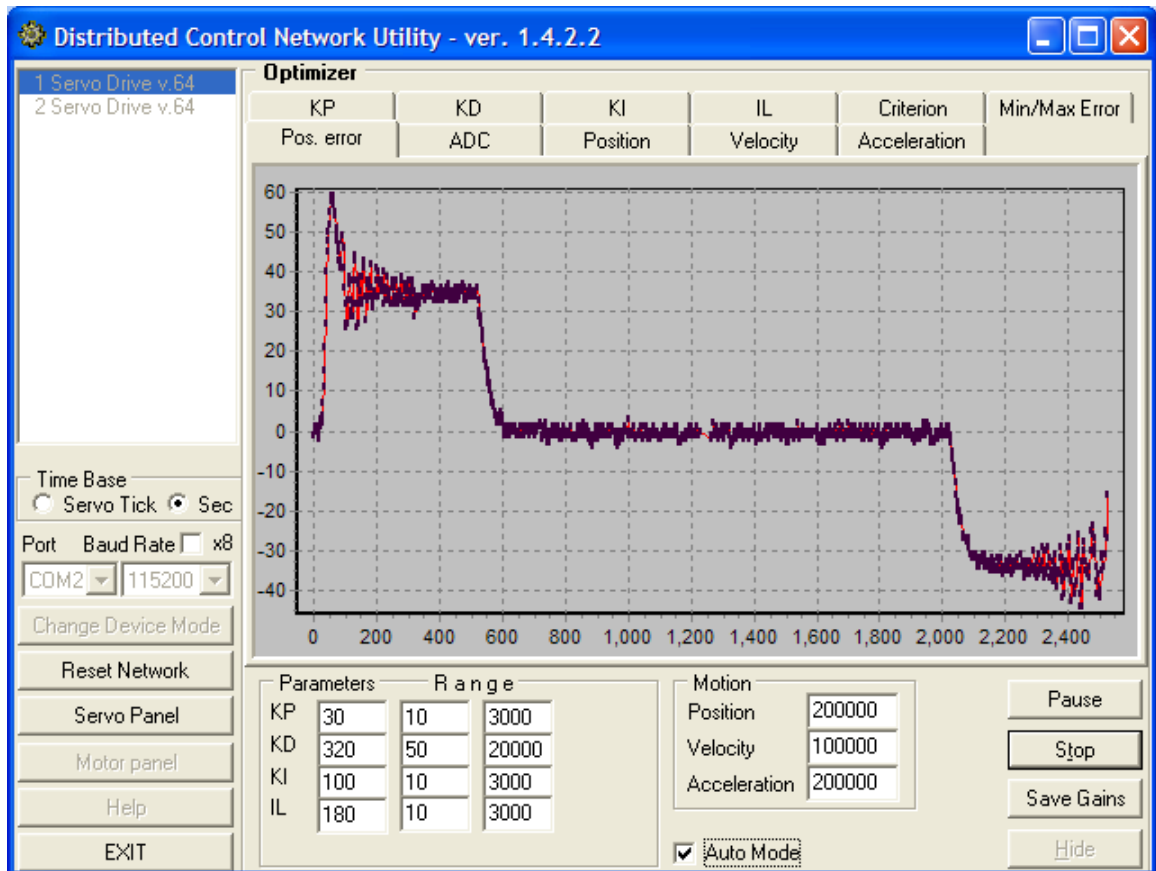 Distributed Control Network Utility - ver. 1.4.2.2
1 Servo Drive v.64
2 Servo Drive v.64
Time Base
Servo Tick Sec
Port Baud Rate x8
COM2 115200
Change Device Mode
Reset Network
Servo Panel
Motor panel
Help
EXIT
Optimizer
KP KD KI IL Criterion Min/Max Error
Pos. error ADC Position Velocity Acceleration
60
50
40
30
20
10
0
-10
-20
-30
-40
0 200 400 600 800 1,000 1,200 1,400 1,600 1,800 2,000 2,200 2,400
Parameters Range
KP 30 10 3000
KD 320 50 20000
KI 100 10 3000
IL 180 10 3000
Motion
Position 200000
Velocity 100000
Acceleration 200000
Auto Mode
Pause
Stop
Save Gains
Hide